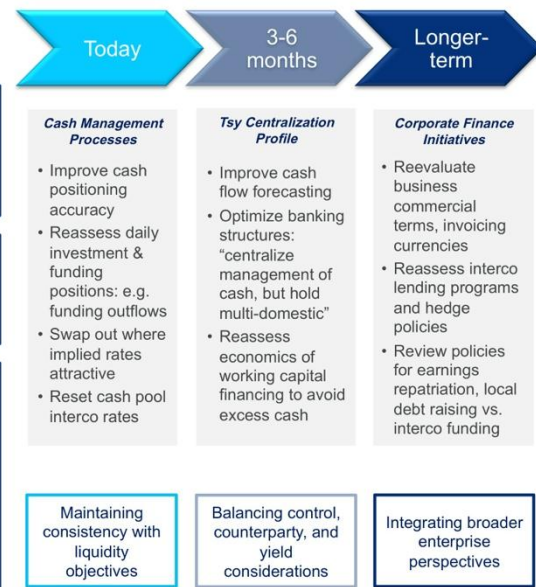 Today
3-6
months
Longer-
term
Cash Management
Processes
• Improve cash
positioning
accuracy
• Reassess daily
investment &
funding
positions: e.g.
funding outflows
• Swap out where
implied rates
attractive
• Reset cash pool
interco rates
Tsy Centralization
Profile
• Improve cash
flow forecasting
• Optimize banking
structures:
“centralize
management of
cash, but hold
multi-domestic”
• Reassess
economics of
working capital
financing to avoid
excess cash
Corporate Finance
Initiatives
• Reevaluate
business
commercial
terms, invoicing
currencies
• Reassess interco
lending programs
and hedge
policies
• Review policies
for earnings
repatriation, local
debt raising vs.
interco funding
Maintaining
consistency with
liquidity
objectives
Balancing control,
counterparty, and
yield
considerations
Integrating broader
enterprise
perspectives